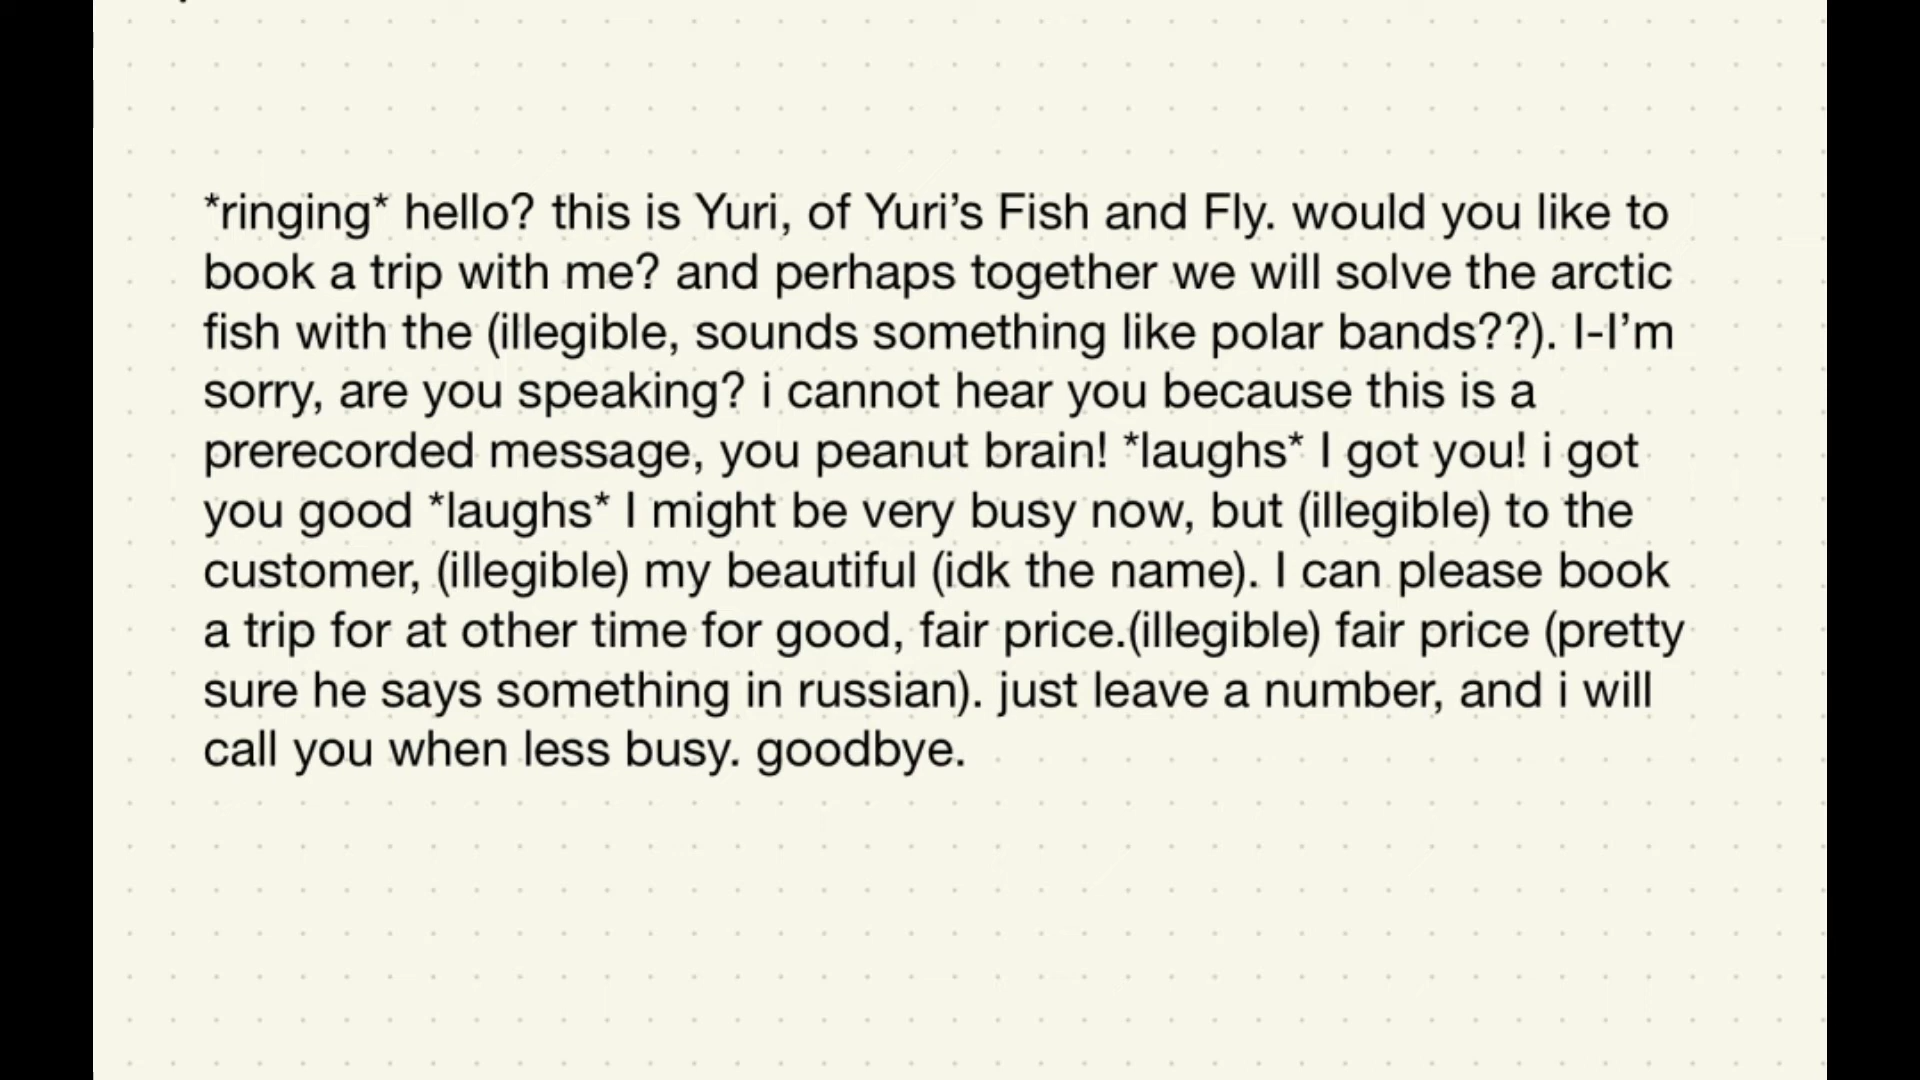 *ringing* hello? this is Yuri, of Yuri’s Fish and Fly. would you like to
book a trip with me? and perhaps together we will solve the arctic
fish with the (illegible, sounds something like polar bands??). I-I’m
sorry, are you speaking? i cannot hear you because this is a
prerecorded message, you peanut brain! *laughs* I got you! i got
you good *laughs* I might be very busy now, but (illegible) to the
customer, (illegible) my beautiful (idk the name). I can please book
a trip for at other time for good, fair price.(illegible) fair price (pretty
sure he says something in russian). just leave a number, and i will
call you when less busy. goodbye.